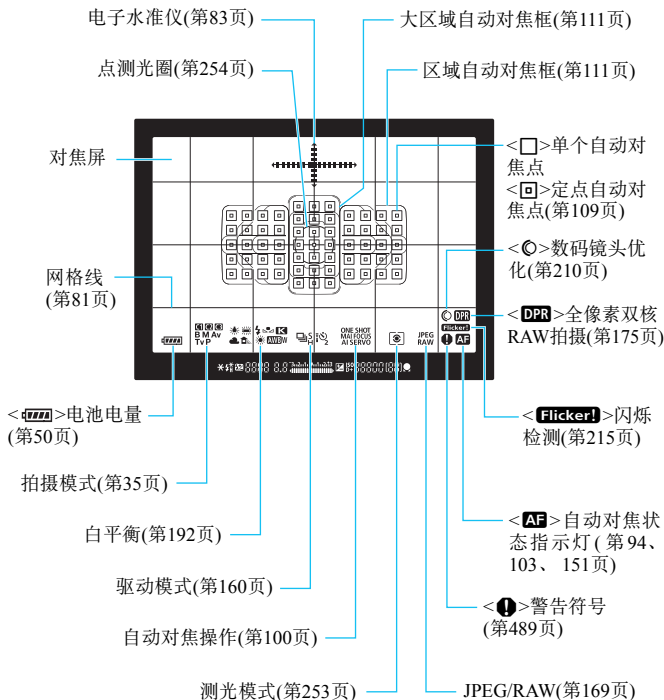 电子水准仪(第83页)
大区域自动对焦框(第111页)
点测光圈(第254页)
区域自动对焦框(第111页)
对焦屏
<□>单个自动对
焦点
<回>定点自动对
焦点(第109页)
<©>数码镜头优
化(第210页)
网格线
(第81页)
<DPR>全像素双核
RAW拍摄(第175页)
C1 C2 C3
B M Av
Tv P
K
AWB W
S
H
2
ONE SHOT
MAI FOCUS
AI SERVO
JPEG
RAW
DPR
Flicker!
AF
<>电池电量
(第50页)
<Flicker!>闪烁
检测(第215页)
拍摄模式(第35页)
白平衡(第192页)
<AF>自动对焦状
态指示灯(第94、
103、151页)
驱动模式(第160页)
<!>警告符号
(第489页)
自动对焦操作(第100页)
测光模式(第253页)
JPEG/RAW(第169页)